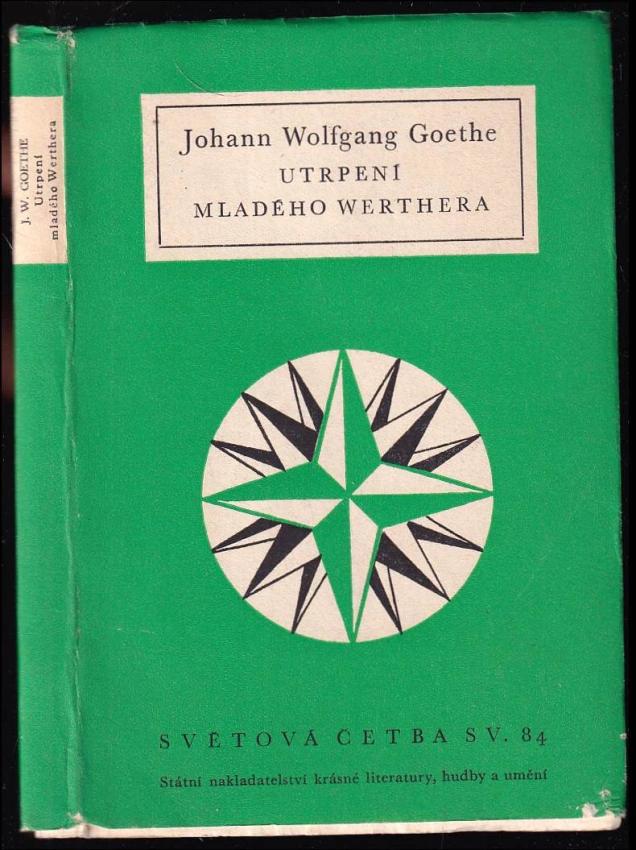 J. W. GOETHE
Utrpení
mladého Werthera
Johann Wolfgang Goethe
UTRPENÍ
MLADÉHO WERTHERA
SVĚTOVÁ ČETBA SV. 84
Státní nakladatelství krásné literatury, hudby a umění